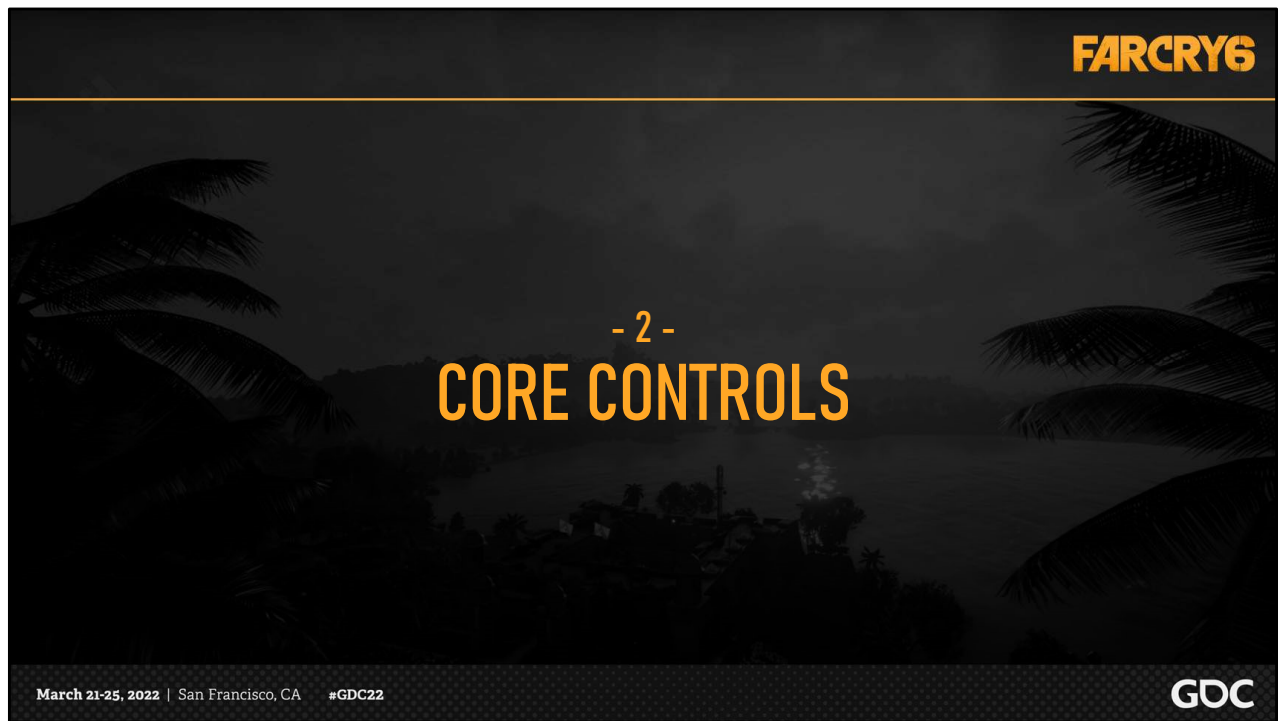 FARCRY6
- 2 -
CORE CONTROLS
March 21-25, 2022 | San Francisco, CA #GDC22
GDC